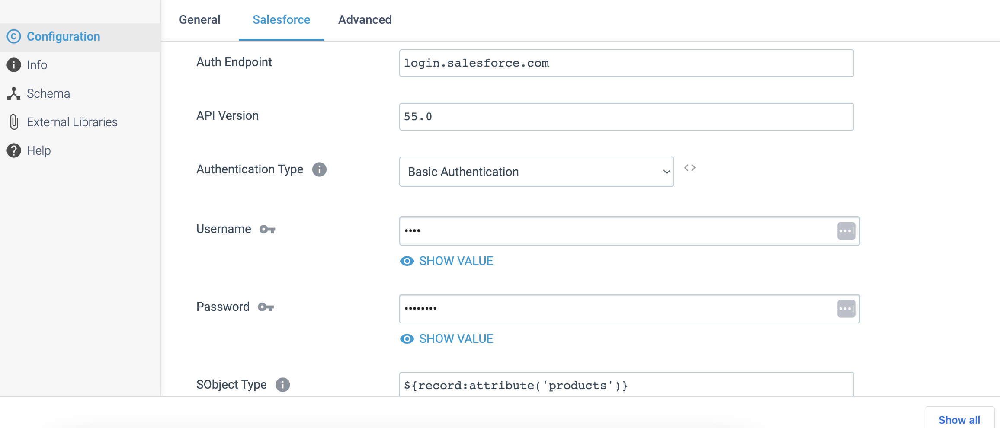 General
Salesforce
Advanced
Configuration
Info
Schema
External Libraries
Help
Auth Endpoint
login.salesforce.com
API Version
55.0
Authentication Type
Basic Authentication
<>
Username
••••
SHOW VALUE
Password
••••••••
SHOW VALUE
SObject Type
${record:attribute('products')}
Show all